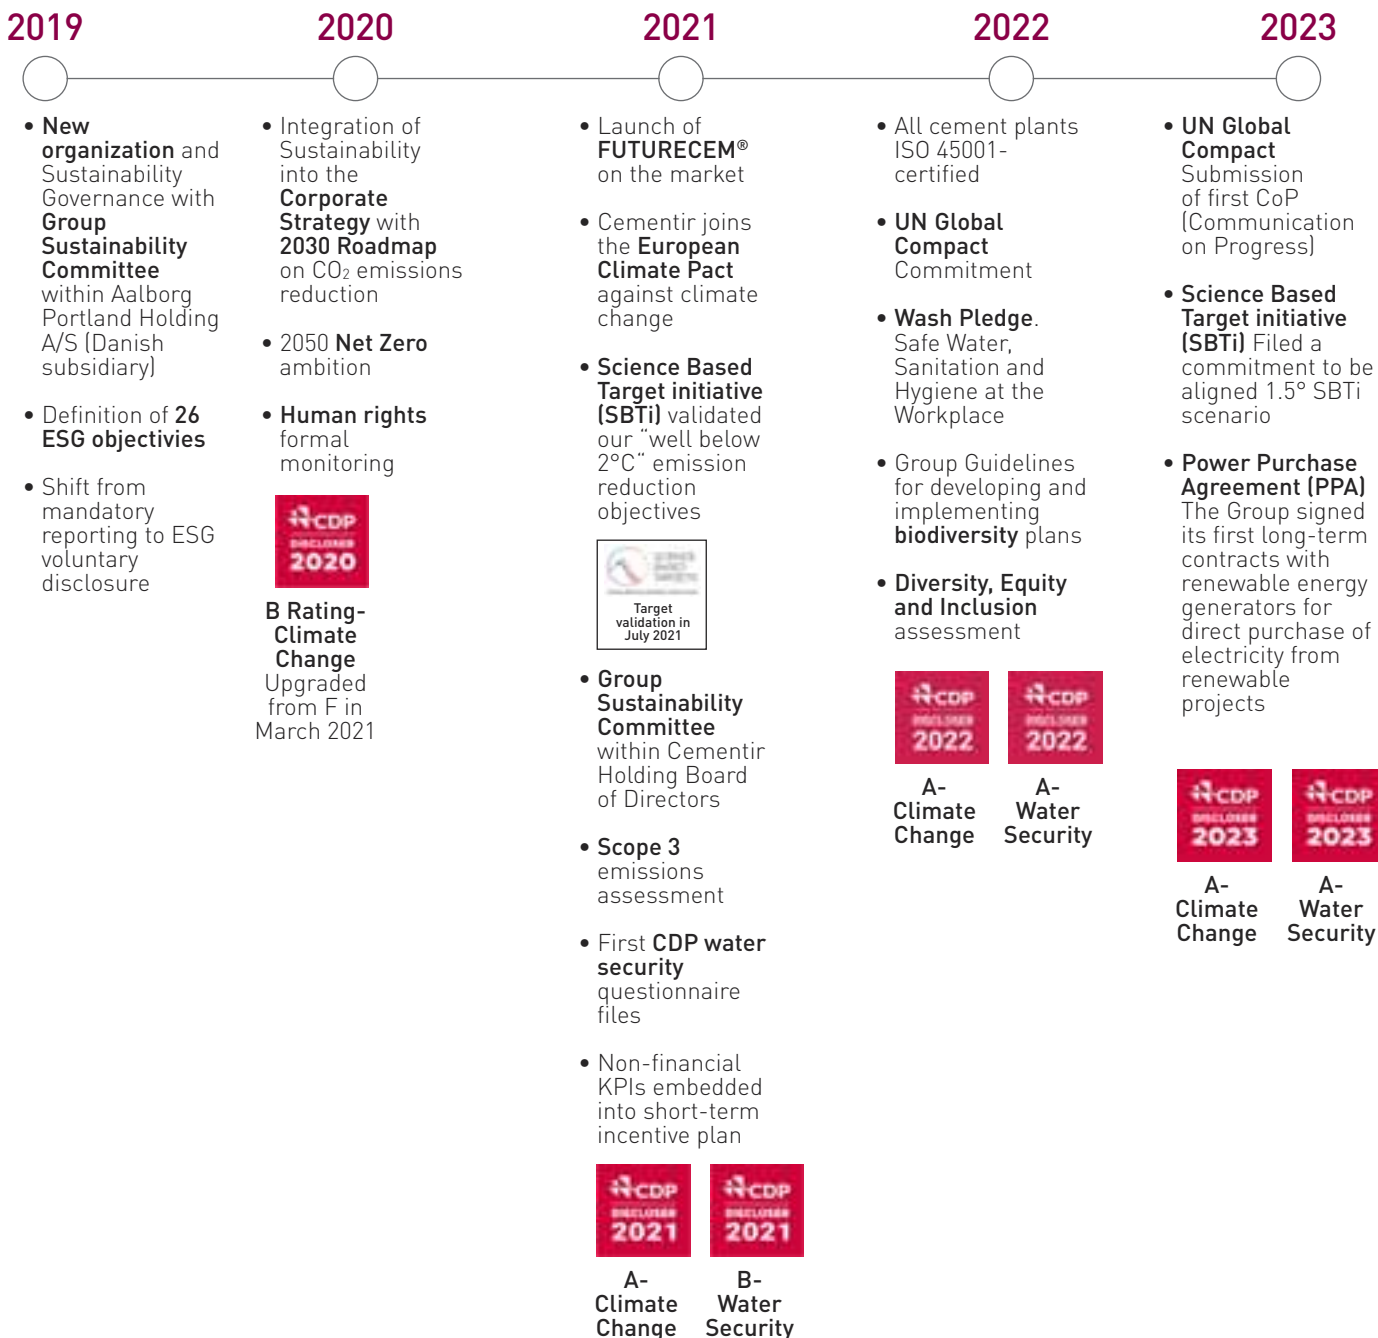 2019
2020
2021
2022
2023
• New
organization and
Sustainability
Governance with
Group
Sustainability
Committee
within Aalborg
Portland Holding
A/S (Danish
subsidiary)
• Definition of 26
ESG objectivies
• Shift from
mandatory
reporting to ESG
voluntary
disclosure
• Integration of
Sustainability
into the
Corporate
Strategy with
2030 Roadmap
on CO₂ emissions
reduction
• 2050 Net Zero
ambition
• Human rights
formal
monitoring
CDP
DISCLOSER
2020
B Rating-
Climate
Change
Upgraded
from F in
March 2021
• Launch of
FUTURECEM®
on the market
• Cementir joins
the European
Climate Pact
against climate
change
• Science Based
Target initiative
(SBTi) validated
our “well below
2°C“ emission
reduction
objectives
SCIENCE
BASED
TARGETS
Target
validation in
July 2021
• Group
Sustainability
Committee
within Cementir
Holding Board
of Directors
• Scope 3
emissions
assessment
• First CDP water
security
questionnaire
files
• Non-financial
KPIs embedded
into short-term
incentive plan
CDP
DISCLOSER
2021
A-
Climate
Change
CDP
DISCLOSER
2021
B-
Water
Security
• All cement plants
ISO 45001-
certified
• UN Global
Compact
Commitment
• Wash Pledge.
Safe Water,
Sanitation and
Hygiene at the
Workplace
• Group Guidelines
for developing and
implementing
biodiversity plans
• Diversity, Equity
and Inclusion
assessment
CDP
DISCLOSER
2022
A-
Climate
Change
CDP
DISCLOSER
2022
A-
Water
Security
• UN Global
Compact
Submission
of first CoP
(Communication
on Progress)
• Science Based
Target initiative
(SBTi) Filed a
commitment to be
aligned 1.5° SBTi
scenario
• Power Purchase
Agreement (PPA)
The Group signed
its first long-term
contracts with
renewable energy
generators for
direct purchase of
electricity from
renewable
projects
CDP
DISCLOSER
2023
A-
Climate
Change
CDP
DISCLOSER
2023
A-
Water
Security